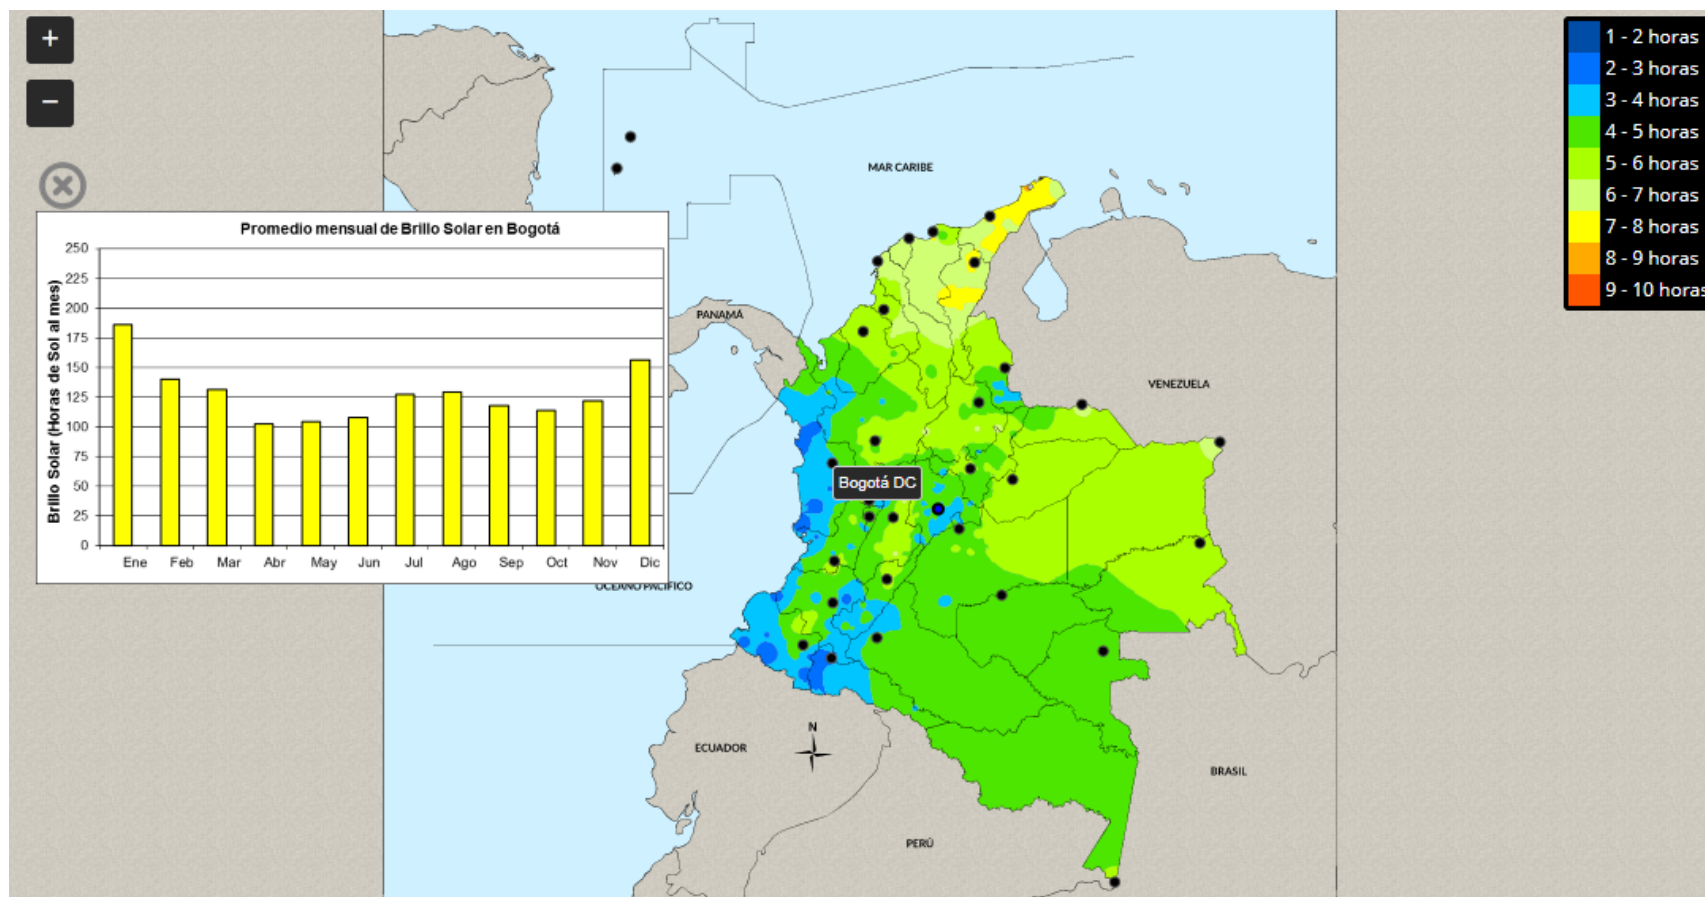 +
−
1 - 2 horas
2 - 3 horas
3 - 4 horas
4 - 5 horas
5 - 6 horas
6 - 7 horas
7 - 8 horas
8 - 9 horas
9 - 10 horas
MAR CARIBE
Promedio mensual de Brillo Solar en Bogotá
Brillo Solar (Horas de Sol al mes)
250
225
200
175
150
125
100
75
50
25
0
Ene Feb Mar Abr May Jun Jul Ago Sep Oct Nov Dic
PANAMÁ
VENEZUELA
Bogotá DC
OCÉANO PACÍFICO
N
ECUADOR
BRASIL
PERÚ